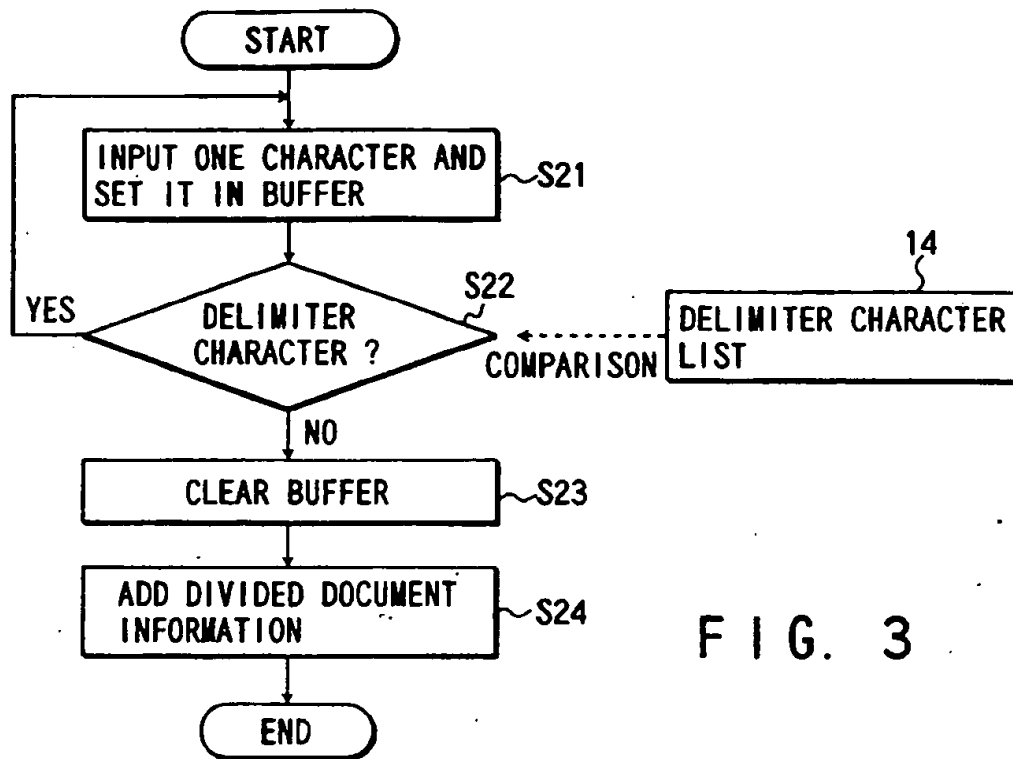 START
INPUT ONE CHARACTER AND
SET IT IN BUFFER
S21
14
S22
YES
DELIMITER
CHARACTER ?
COMPARISON
DELIMITER CHARACTER
LIST
NO
CLEAR BUFFER
S23
ADD DIVIDED DOCUMENT
INFORMATION
S24
FIG. 3
END